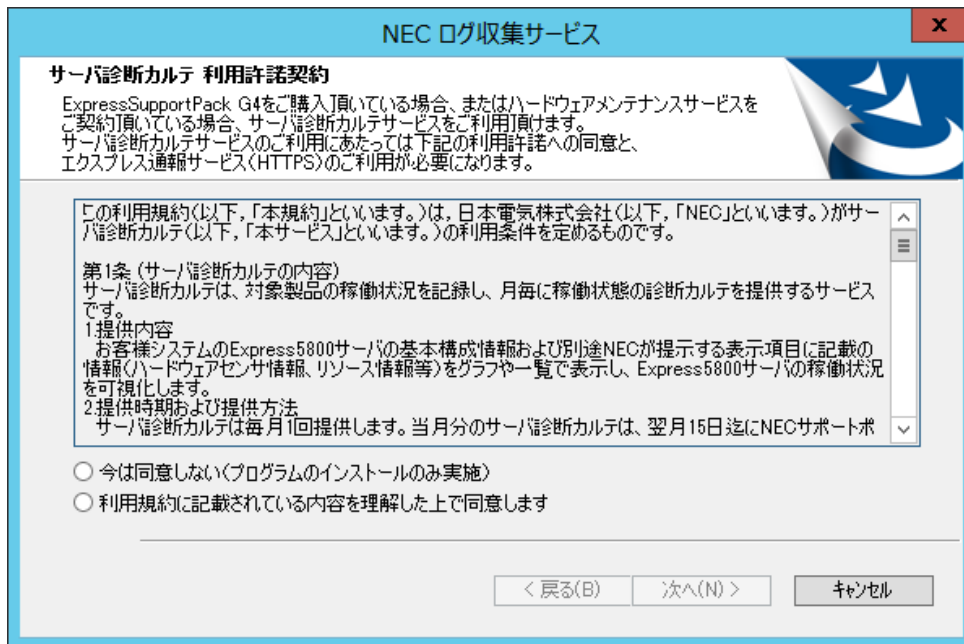 NEC ログ収集サービス
x
サーバ診断カルテ 利用許諾契約
ExpressSupportPack G4をご購入頂いている場合、またはハードウェアメンテナンスサービスを
ご契約頂いている場合、サーバ診断カルテサービスをご利用頂けます。
サーバ診断カルテサービスのご利用にあたっては下記の利用許諾への同意と、
エクスプレス通報サービス(HTTPS)のご利用が必要になります。
この利用規約(以下,「本規約」といいます。)は,日本電気株式会社(以下,「NEC」といいます。)がサー
バ診断カルテ(以下,「本サービス」といいます。)の利用条件を定めるものです。
第1条 (サーバ診断カルテの内容)
サーバ診断カルテは、対象製品の稼働状況を記録し、月毎に稼働状態の診断カルテを提供するサービス
です。
1.提供内容
お客様システムのExpress5800サーバの基本構成情報および別途NECが提示する表示項目に記載の
情報(ハードウェアセンサ情報、リソース情報等)をグラフや一覧で表示し、Express5800サーバの稼働状況
を可視化します。
2.提供時期および提供方法
サーバ診断カルテは毎月1回提供します。当月分のサーバ診断カルテは、翌月15日迄にNECサポートポ
今は同意しない(プログラムのインストールのみ実施)
利用規約に記載されている内容を理解した上で同意します
< 戻る(B)
次へ(N) >
キャンセル